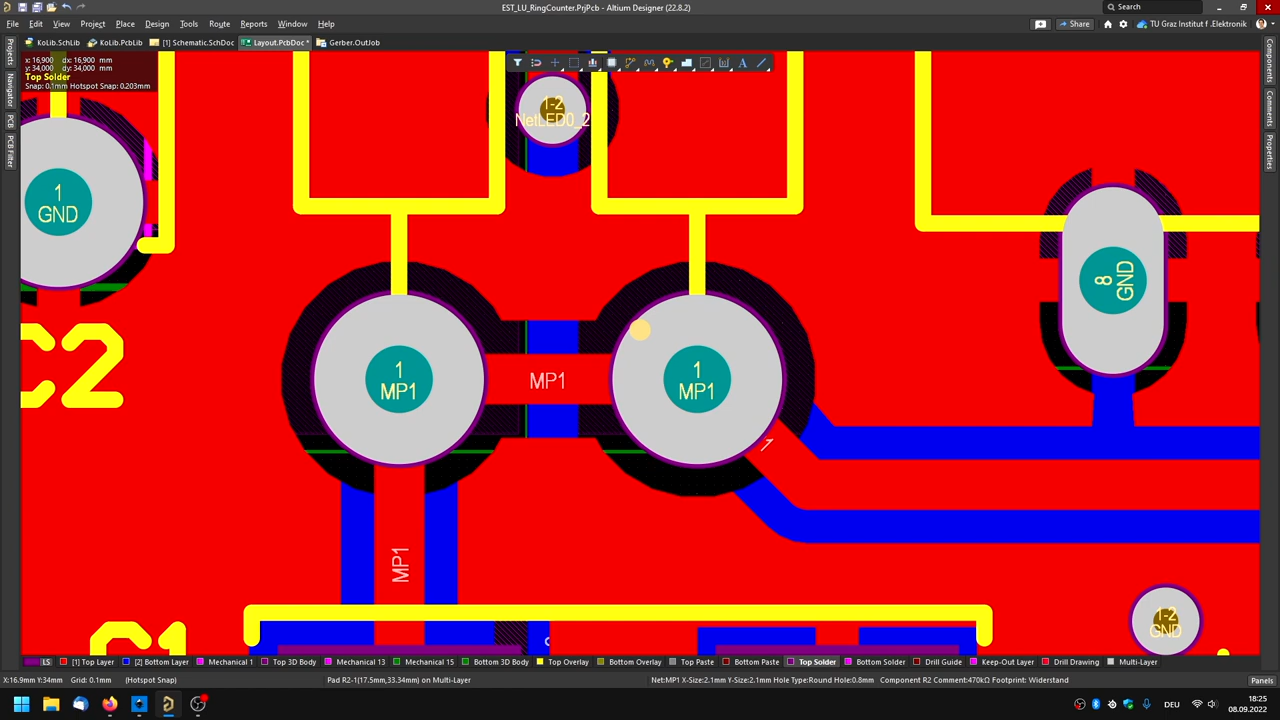 EST_LU_RingCounter.PrjPcb - Altium Designer (22.8.2)
Search
File Edit View Project Place Design Tools Route Reports Window Help
Share
TU Graz Institut f .Elektronik
KoLib.SchLib
KoLib.PcbLib
[1] Schematic.SchDoc
Layout.PcbDoc *
Gerber.OutJob
x: 16,900 dx: 16,900 mm
y: 34,000 dy: 34,000 mm
Top Solder
Snap: 0.1mm Hotspot Snap: 0.203mm
Projects
Navigator
PCB
PCB Filter
Components
Comments
Properties
1-2
NetLED0_2
1
GND
8
GND
C2
1
MP1
MP1
1
MP1
1
MP1
C1
1-2
GND
LS
[1] Top Layer
[2] Bottom Layer
Mechanical 1
Top 3D Body
Mechanical 13
Mechanical 15
Bottom 3D Body
Top Overlay
Bottom Overlay
Top Paste
Bottom Paste
Top Solder
Bottom Solder
Drill Guide
Keep-Out Layer
Drill Drawing
Multi-Layer
X:16.9mm Y:34mm Grid: 0.1mm (Hotspot Snap)
Pad R2-1(17.5mm,33.34mm) on Multi-Layer
Net:MP1 X-Size:2.1mm Y-Size:2.1mm Hole Type:Round Hole:0.8mm Component R2 Comment:470kΩ Footprint: Widerstand
Panels
DEU
18:25
08.09.2022